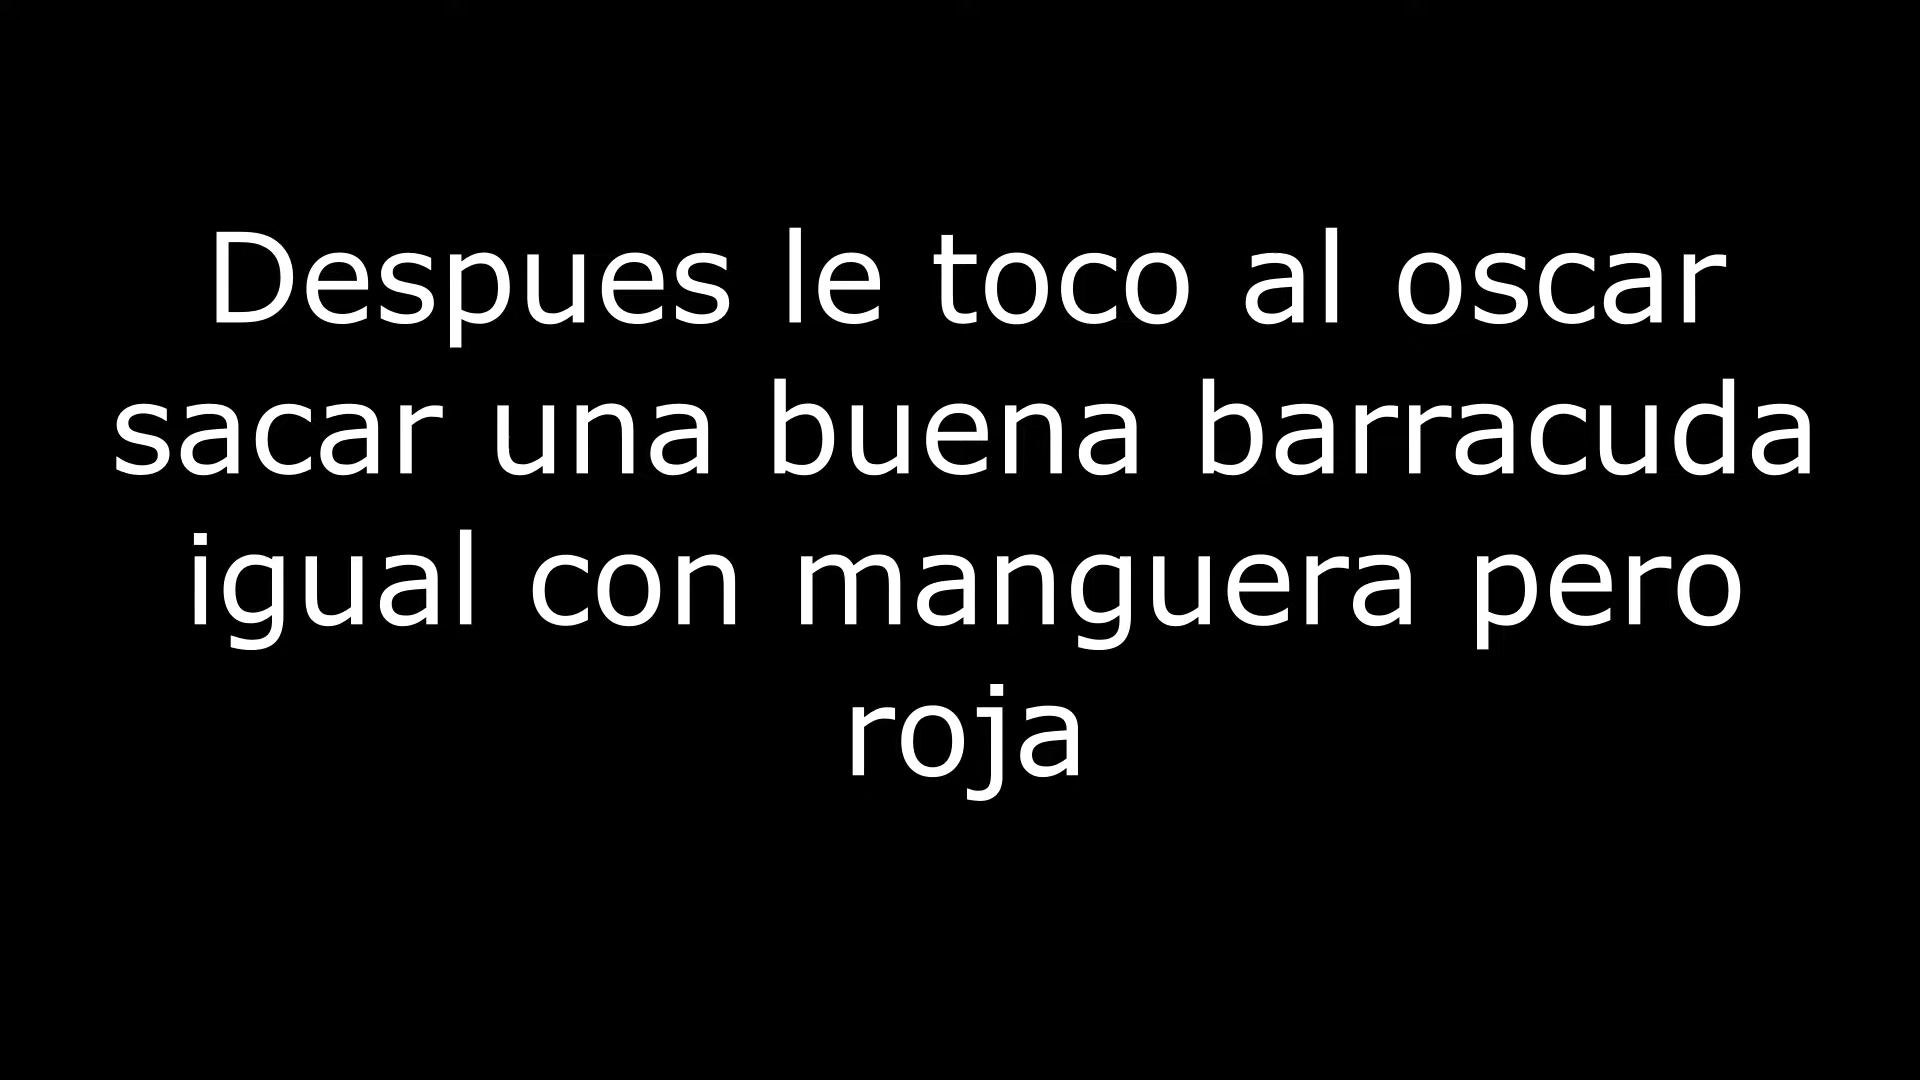 Despues le toco al oscar
sacar una buena barracuda
igual con manguera pero
roja